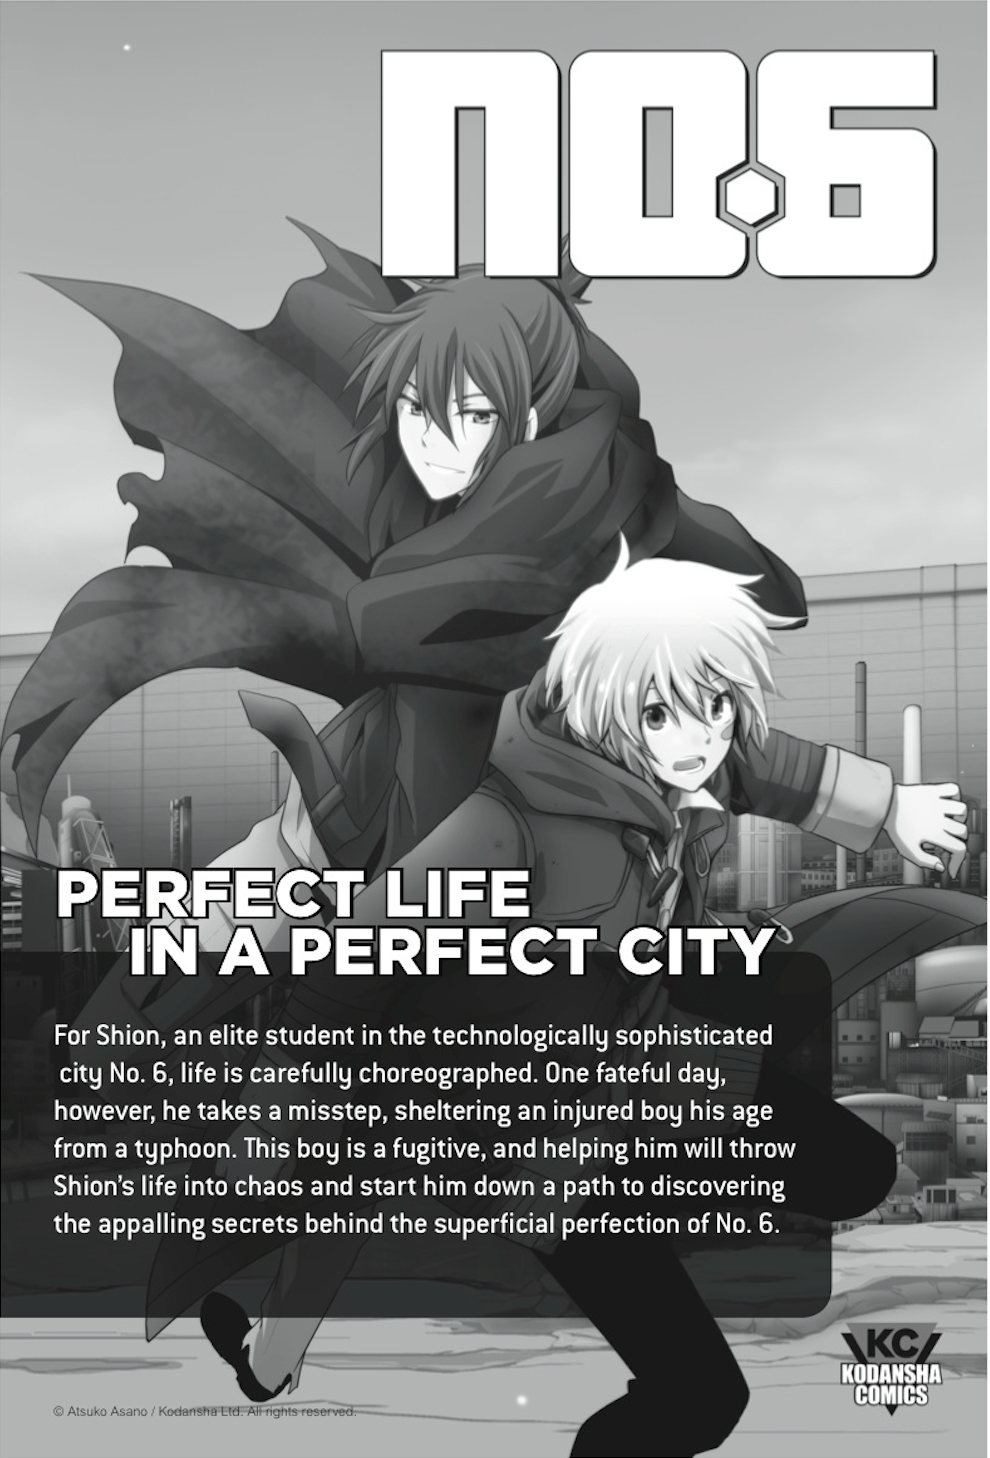 NO.6
PERFECT LIFE
IN A PERFECT CITY
For Shion, an elite student in the technologically sophisticated
city No. 6, life is carefully choreographed. One fateful day,
however, he takes a misstep, sheltering an injured boy his age
from a typhoon. This boy is a fugitive, and helping him will throw
Shion's life into chaos and start him down a path to discovering
the appalling secrets behind the superficial perfection of No. 6.
KC
KODANSHA
COMICS
© Atsuko Asano / Kodansha Ltd. All rights reserved.